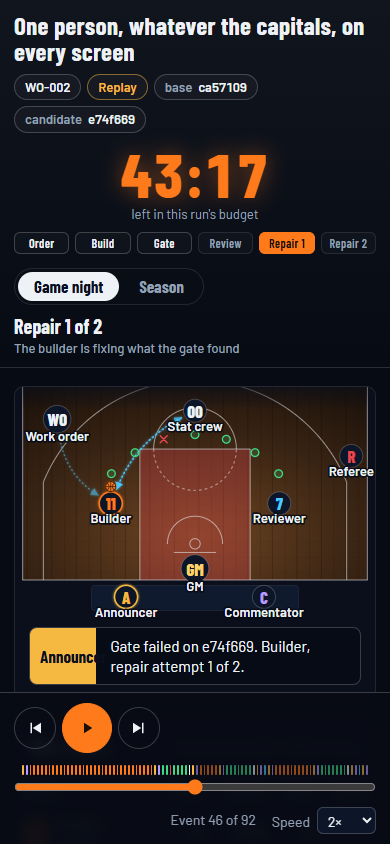 One person, whatever the capitals, on
every screen
WO-002
Replay
base ca57109
candidate e74f669
43:17
left in this run's budget
Order
Build
Gate
Review
Repair 1
Repair 2
Game night
Season
Repair 1 of 2
The builder is fixing what the gate found
WO
Work order
00
Stat crew
R
Referee
11
Builder
7
Reviewer
GM
GM
A
Announcer
C
Commentator
Announc
Gate failed on e74f669. Builder,
repair attempt 1 of 2.
Event 46 of 92
Speed
2×